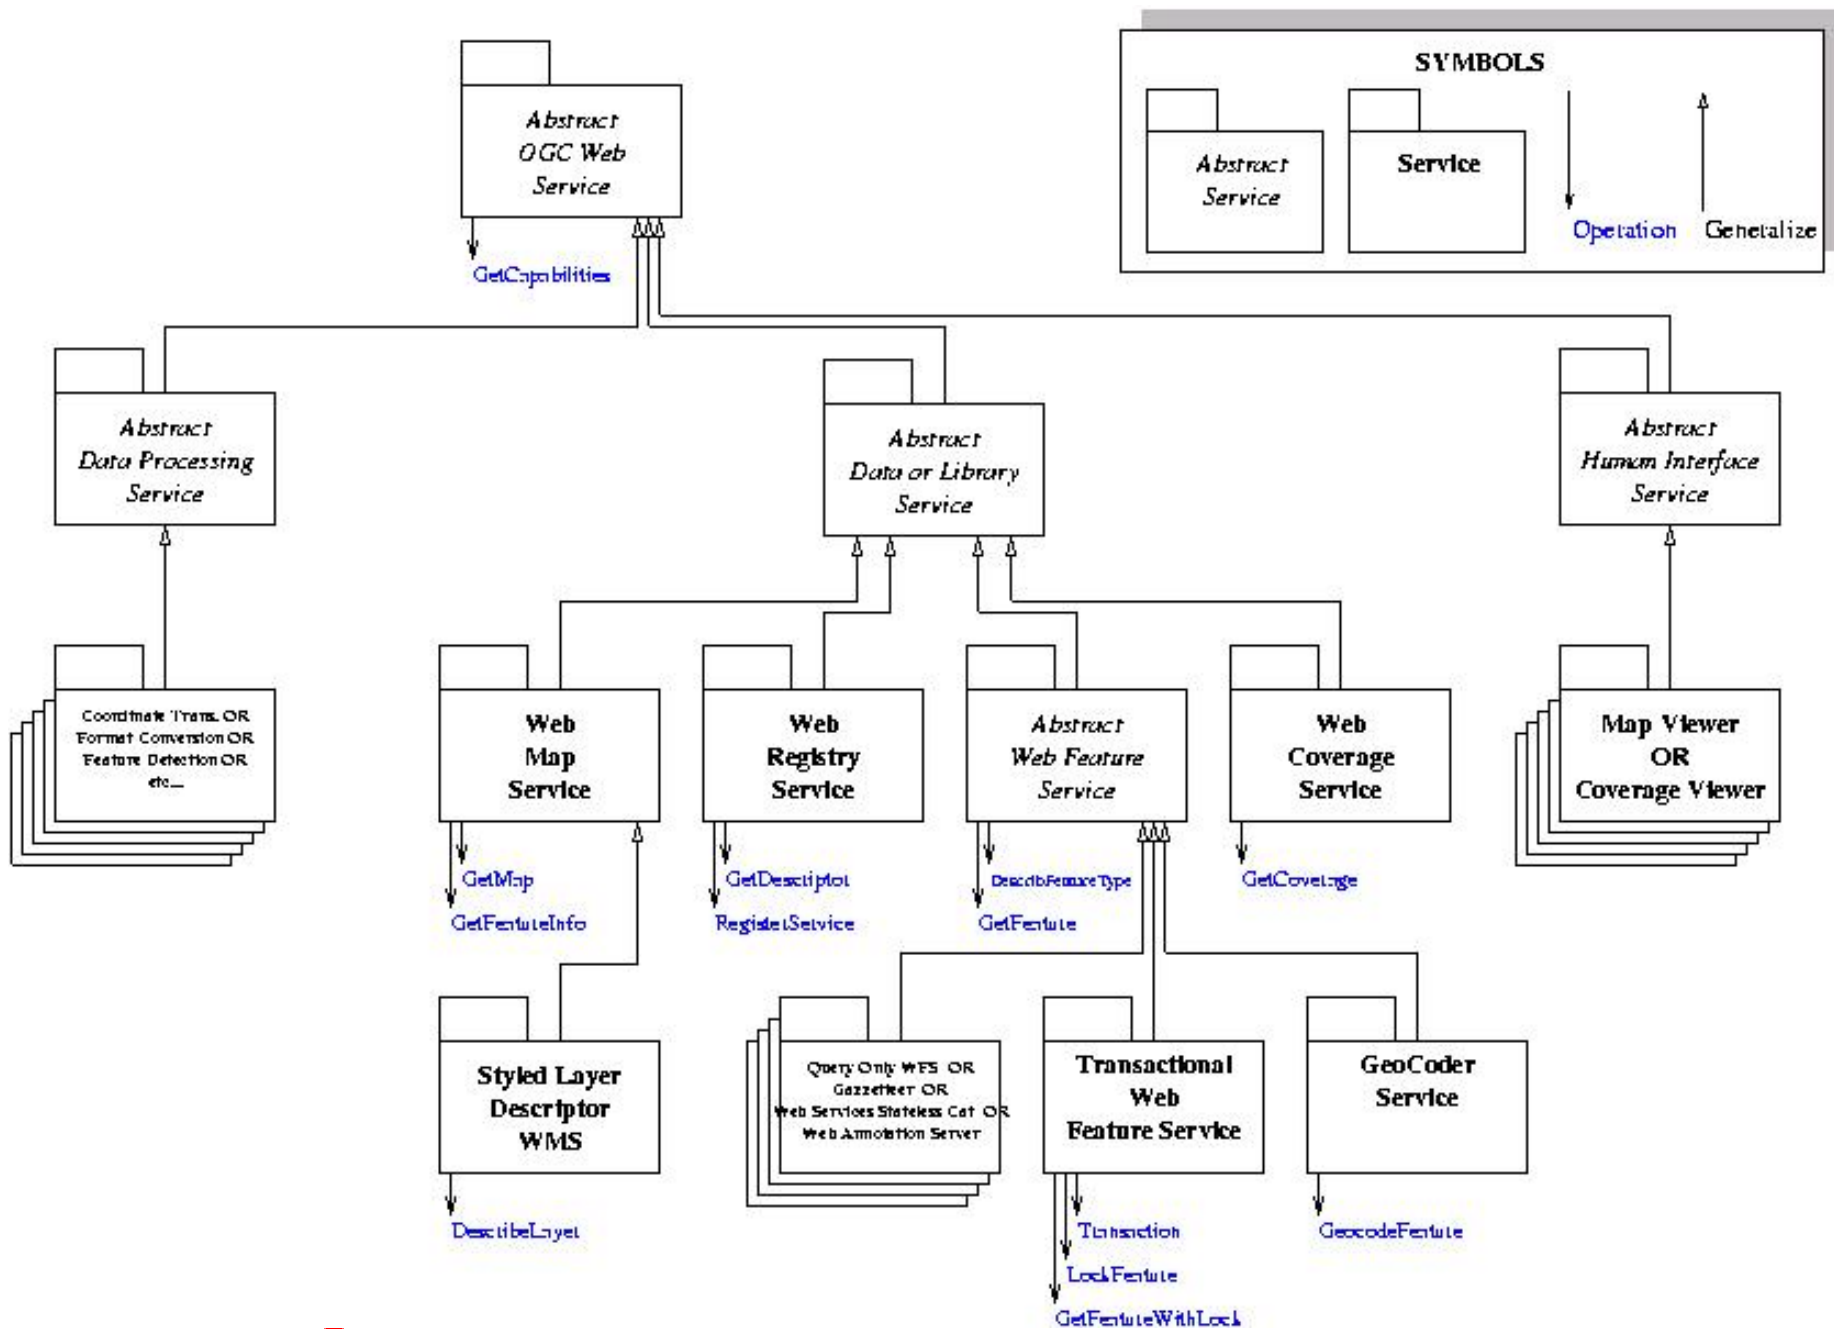 SYMBOLS
Abstract
Service
Service
Operation
Generalize
Abstract
OGC Web
Service
GetCapabilities
Abstract
Data Processing
Service
Abstract
Data or Library
Service
Abstract
Human Interface
Service
Coordinate Trans. OR
Format Conversion OR
Feature Detection OR
etc...
Web
Map
Service
GetMap
GetFeatureInfo
Web
Registry
Service
GetDescriptor
RegisterService
Abstract
Web Feature
Service
DescribFeatureType
GetFeature
Web
Coverage
Service
GetCoverage
Map Viewer
OR
Coverage Viewer
Styled Layer
Descriptor
WMS
DescribeLayer
Query Only WFS OR
Gazzetteer OR
Web Services Stateless Cat OR
Web Annotation Server
Transactional
Web
Feature Service
Transaction
LockFeature
GetFeatureWithLock
GeoCoder
Service
GeocodeFeature